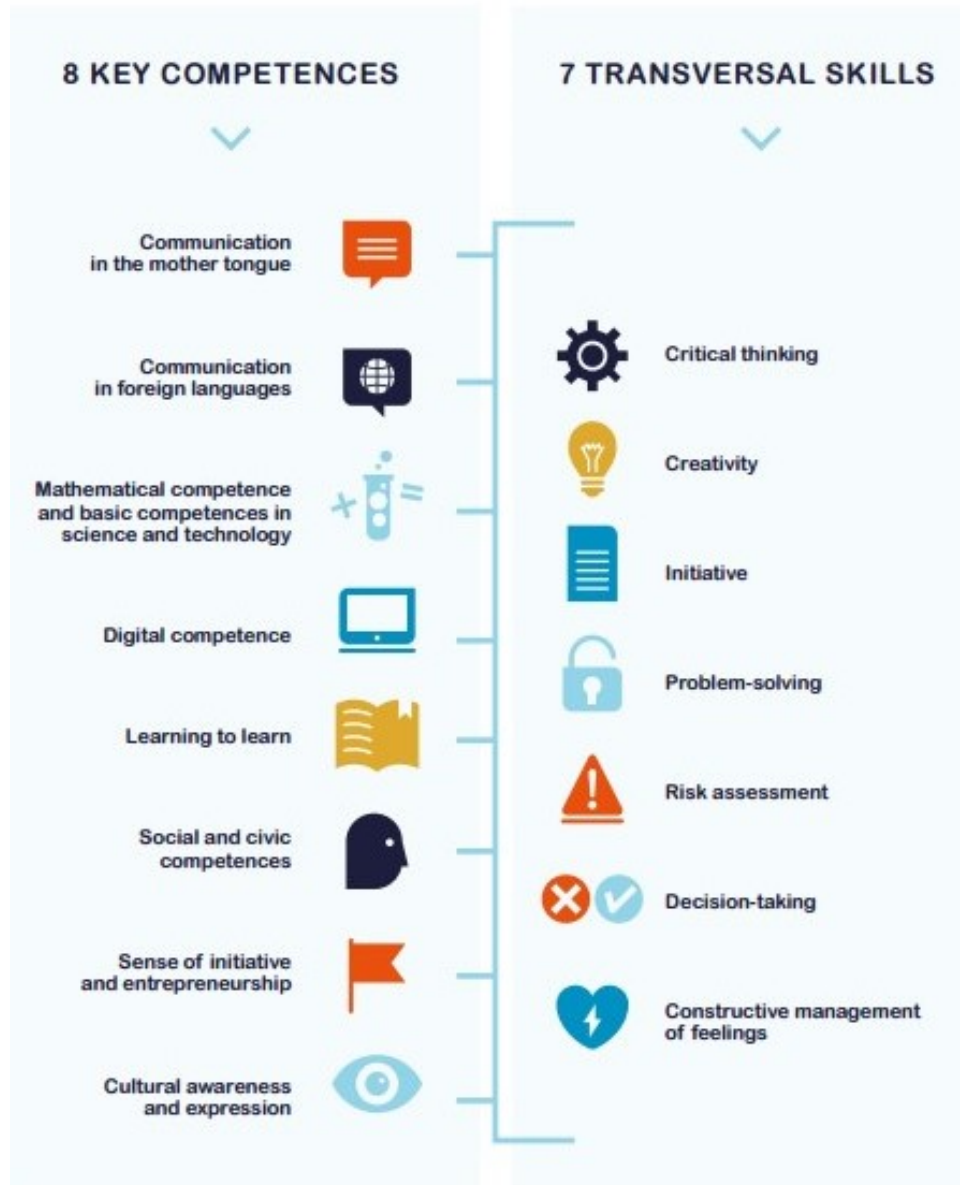 8 KEY COMPETENCES
Communication
in the mother tongue
Communication
in foreign languages
Mathematical competence
and basic competences in
science and technology
Digital competence
Learning to learn
Social and civic
competences
Sense of initiative
and entrepreneurship
Cultural awareness
and expression
7 TRANSVERSAL SKILLS
Critical thinking
Creativity
Initiative
Problem-solving
Risk assessment
Decision-taking
Constructive management
of feelings